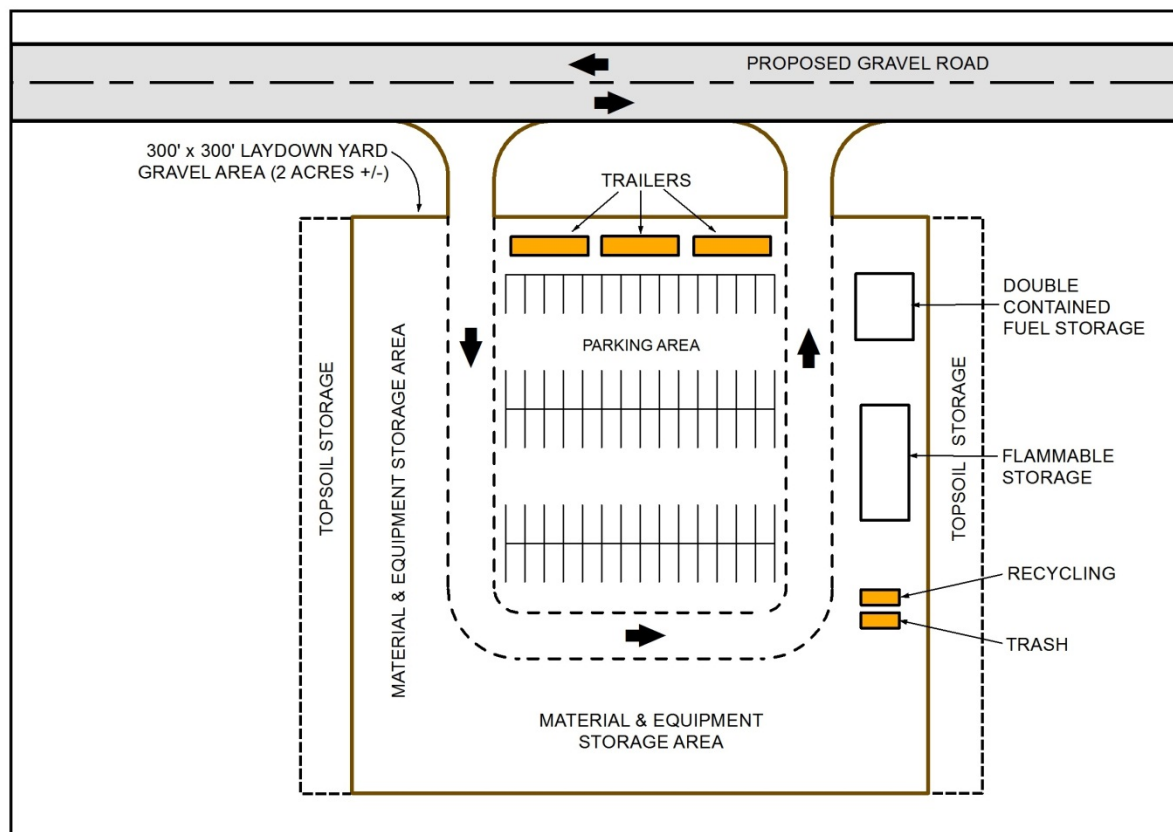 PROPOSED GRAVEL ROAD
300' x 300' LAYDOWN YARD
GRAVEL AREA (2 ACRES +/-)
TRAILERS
DOUBLE
CONTAINED
FUEL STORAGE
PARKING AREA
TOPSOIL STORAGE
MATERIAL & EQUIPMENT STORAGE AREA
TOPSOIL STORAGE
FLAMMABLE
STORAGE
RECYCLING
TRASH
MATERIAL & EQUIPMENT
STORAGE AREA